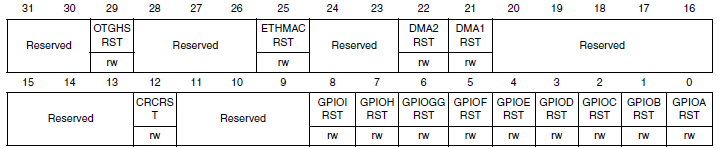 31 30 29 28 27 26 25 24 23 22 21 20 19 18 17 16
Reserved OTGHS RST Reserved ETHMAC RST Reserved DMA2 RST DMA1 RST Reserved
rw rw rw rw
15 14 13 12 11 10 9 8 7 6 5 4 3 2 1 0
Reserved CRCRS T Reserved GPIOI RST GPIOH RST GPIOGG RST GPIOF RST GPIOE RST GPIOD RST GPIOC RST GPIOB RST GPIOA RST
rw rw rw rw rw rw rw rw rw rw